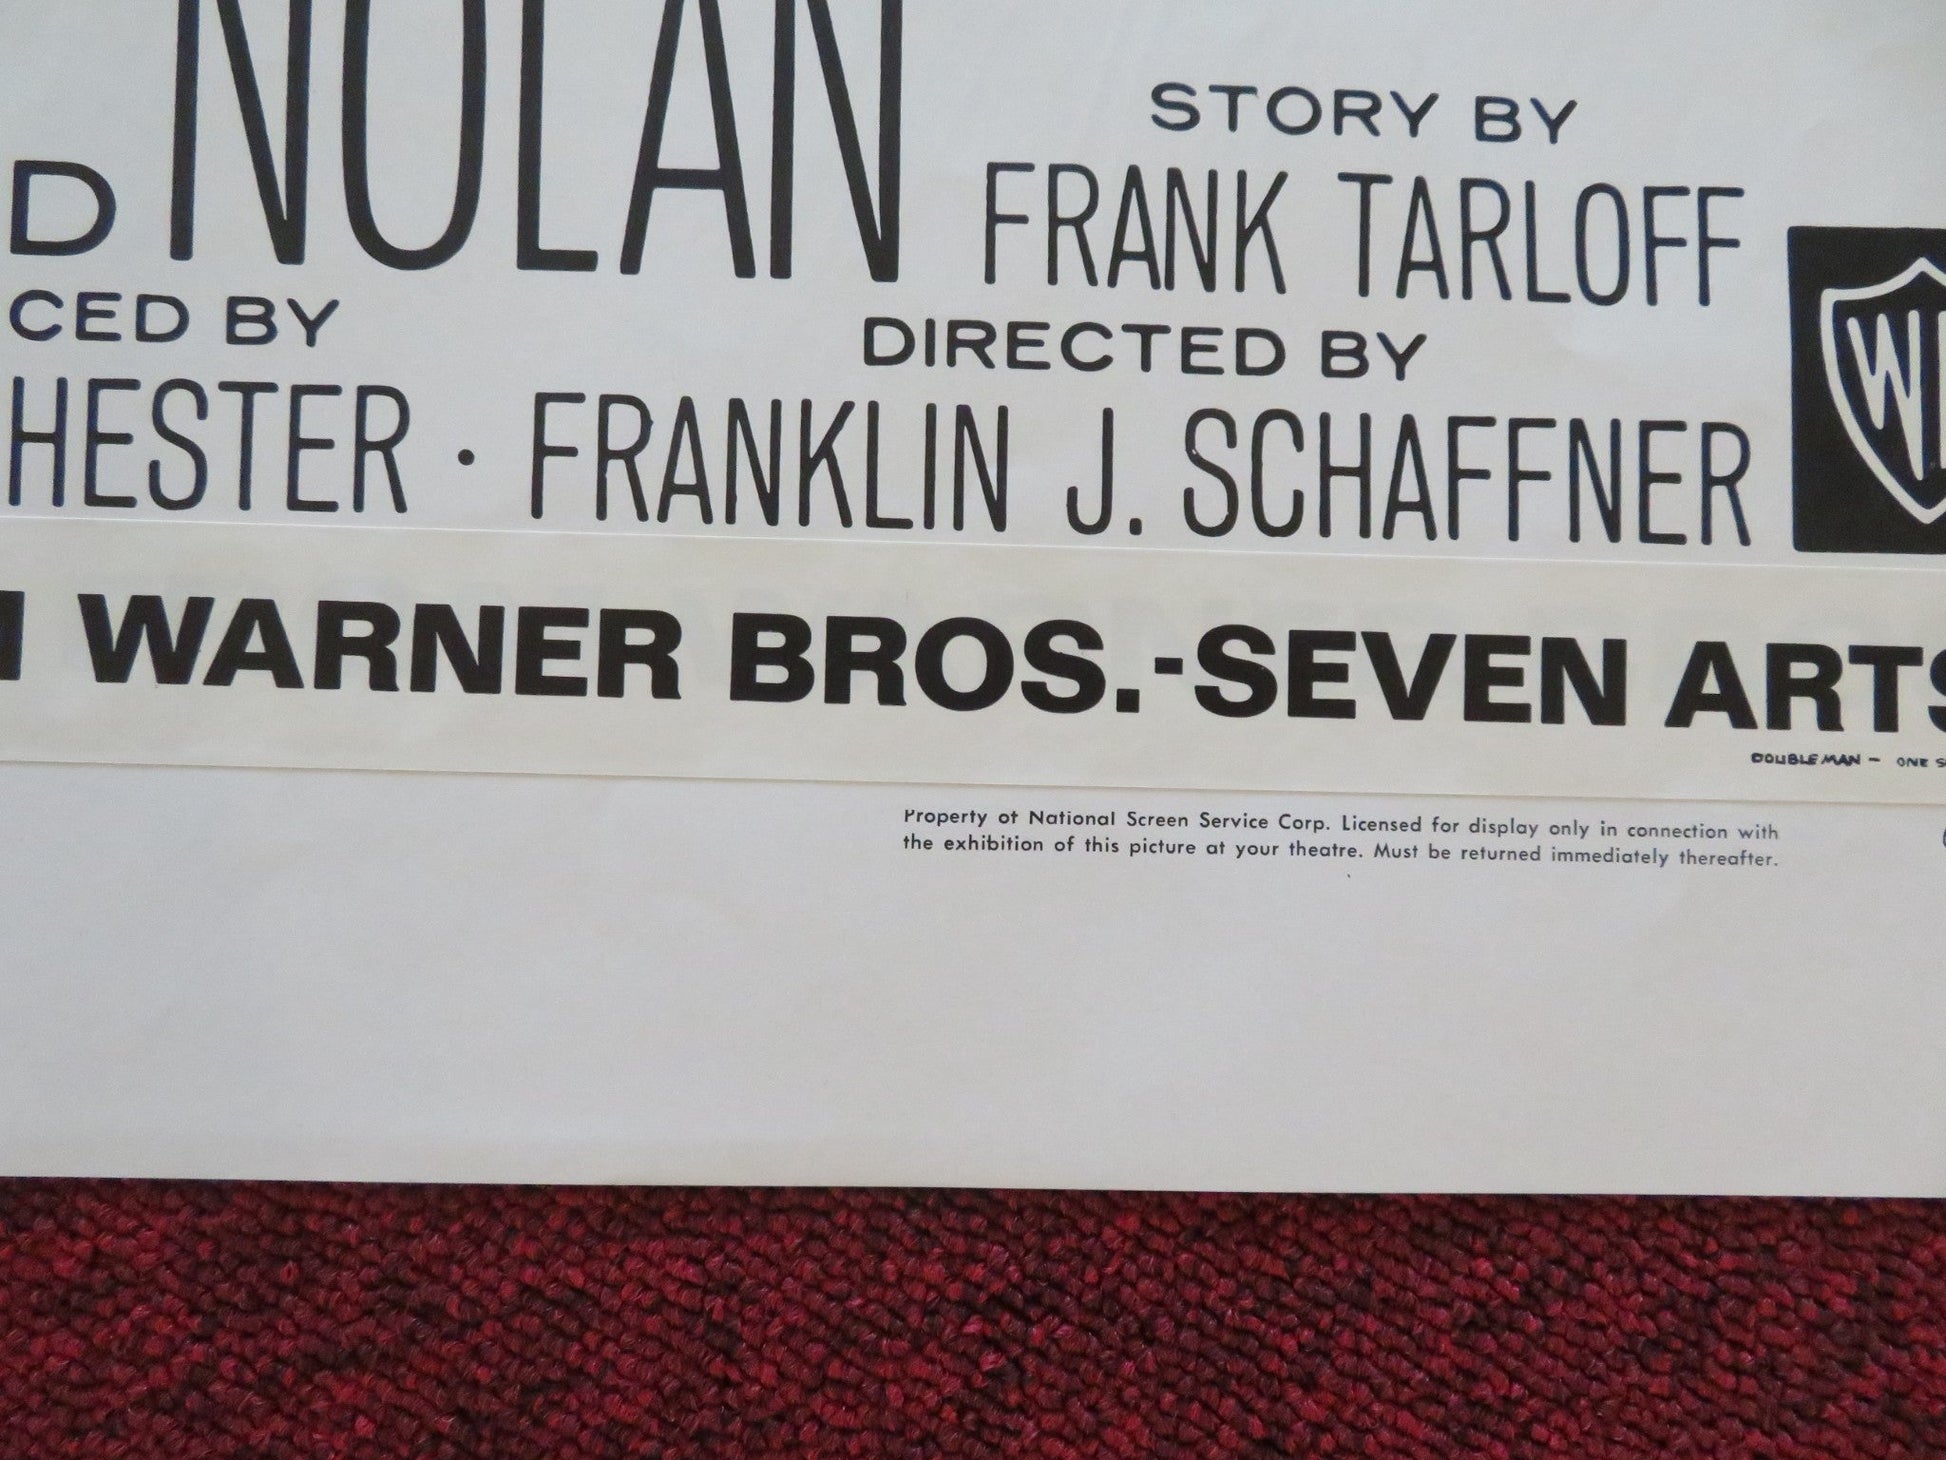 D NOLAN
STORY BY
FRANK TARLOFF
CED BY
DIRECTED BY
HESTER · FRANKLIN J. SCHAFFNER
W
WARNER BROS.-SEVEN ARTS
DOUBLE MAN - ONE S
Property of National Screen Service Corp. Licensed for display only in connection with
the exhibition of this picture at your theatre. Must be returned immediately thereafter.